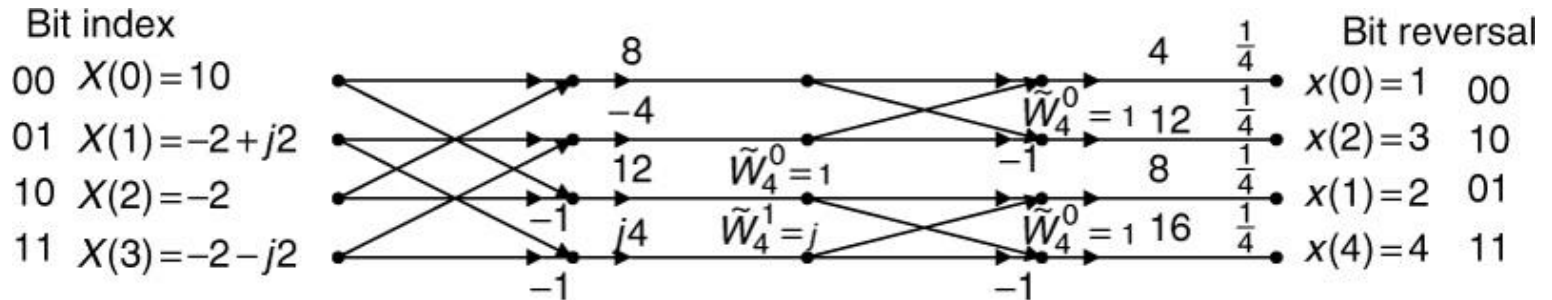 Bit index
Bit reversal
8
4
1/4
00 X(0)=10
x(0)=1 00
−4
W̃₄⁰ = 1 12
1/4
01 X(1)=−2+j2
−1
x(2)=3 10
12
W̃₄⁰=1
8
1/4
10 X(2)=−2
−1
x(1)=2 01
j4
W̃₄¹=j
W̃₄⁰ = 1 16
1/4
11 X(3)=−2−j2
x(4)=4 11
−1
−1